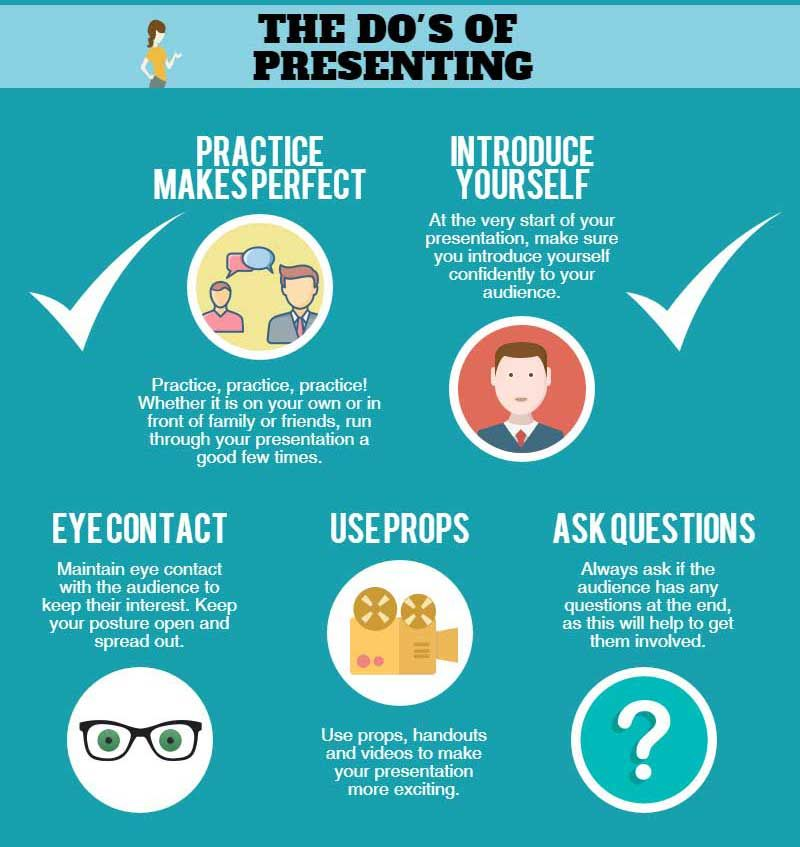 THE DO'S OF
PRESENTING
PRACTICE
MAKES PERFECT
Practice, practice, practice!
Whether it is on your own or in
front of family or friends, run
through your presentation a
good few times.
INTRODUCE
YOURSELF
At the very start of your
presentation, make sure
you introduce yourself
confidently to your
audience.
EYE CONTACT
Maintain eye contact
with the audience to
keep their interest. Keep
your posture open and
spread out.
USE PROPS
Use props, handouts
and videos to make
your presentation
more exciting.
ASK QUESTIONS
Always ask if the
audience has any
questions at the end,
as this will help to get
them involved.
?